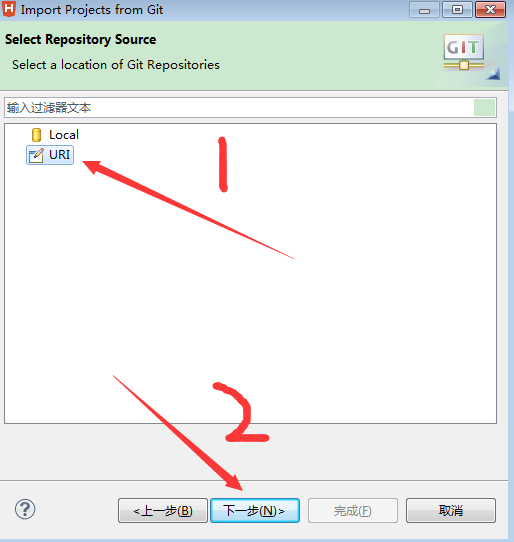 H Import Projects from Git
Select Repository Source
Select a location of Git Repositories
GIT
输入过滤器文本
Local
URI
1
2
?
<上一步(B)
下一步(N)>
完成(F)
取消